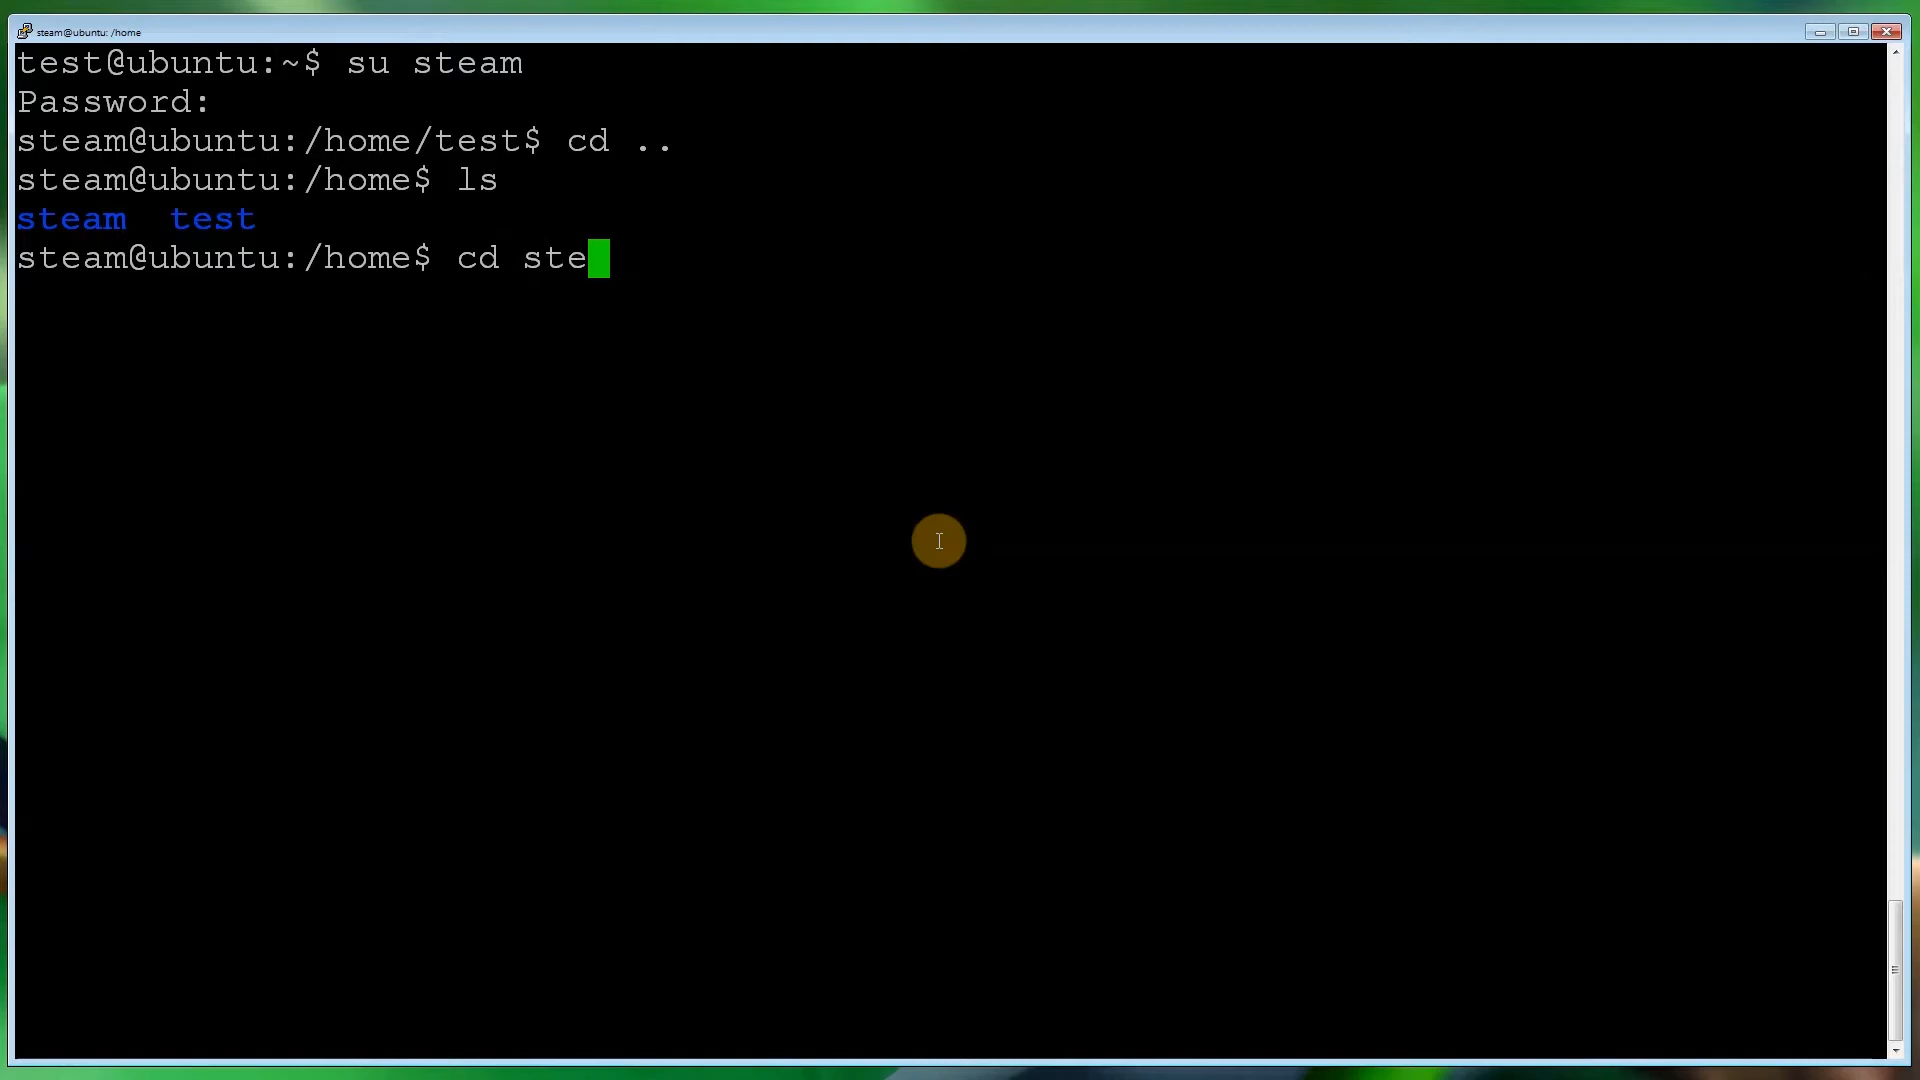 steam@ubuntu: /home
test@ubuntu:~$ su steam
Password:
steam@ubuntu:/home/test$ cd ..
steam@ubuntu:/home$ ls
steam  test
steam@ubuntu:/home$ cd ste